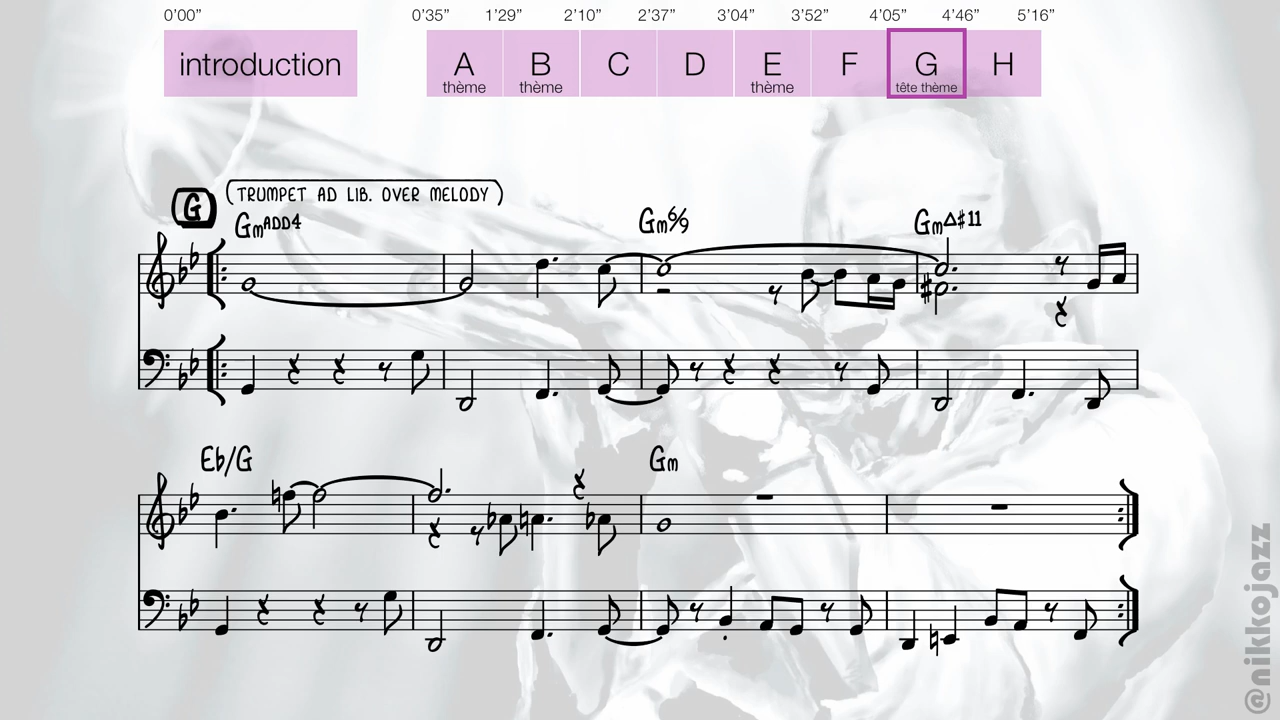 0’00” 0’35” 1’29” 2’10” 2’37” 3’04” 3’52” 4’05” 4’46” 5’16”
introduction A B C D E F G H
thème thème thème tête thème
G (TRUMPET AD LIB. OVER MELODY)
GmADD4 Gm6/9 Gm△♯11
Eb/G Gm
@nikkojazz